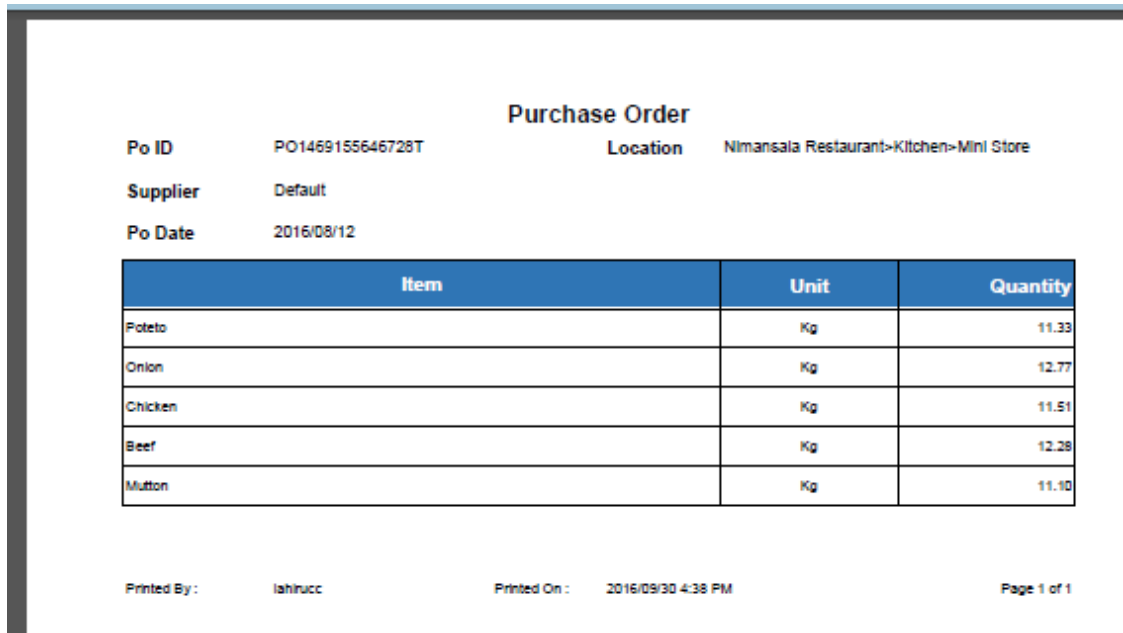 Purchase Order
Po ID PO1469155646728T Location Nimansala Restaurant>Kitchen>Mini Store
Supplier Default
Po Date 2016/08/12
Item Unit Quantity
Poteto Kg 11.33
Onion Kg 12.77
Chicken Kg 11.51
Beef Kg 12.28
Mutton Kg 11.10
Printed By : lahirucc Printed On : 2016/09/30 4:38 PM Page 1 of 1